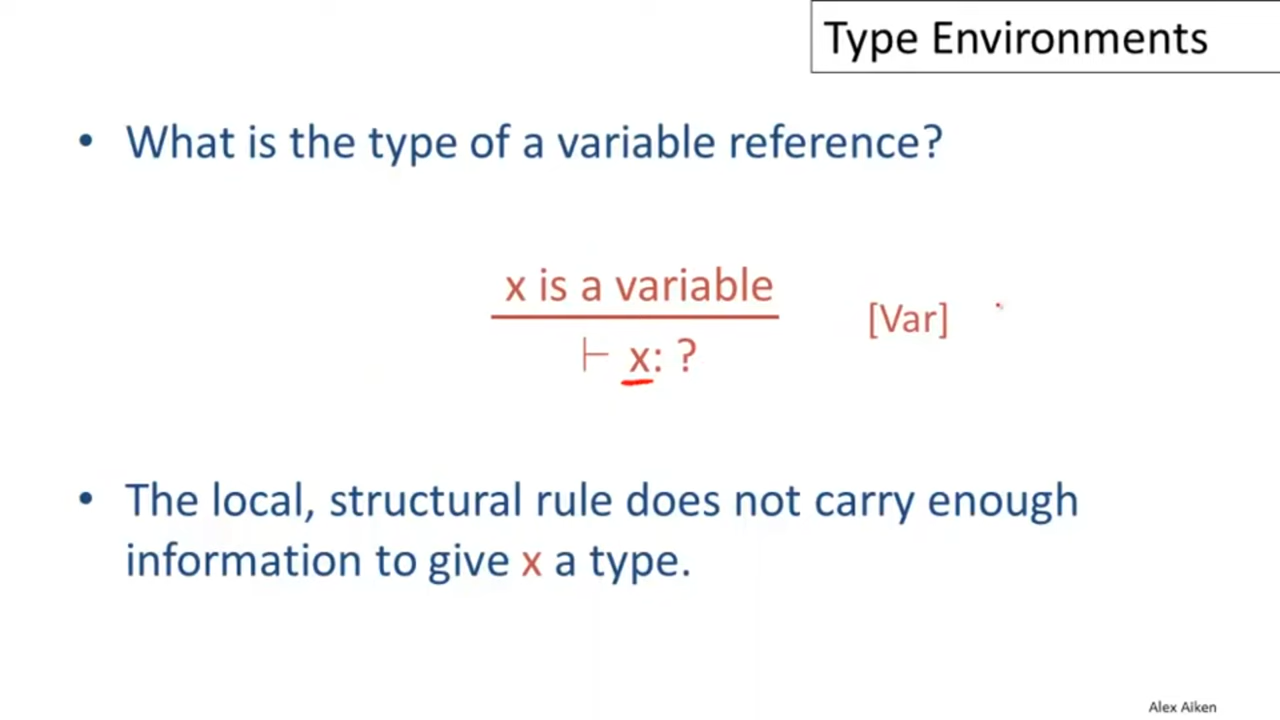 Type Environments
• What is the type of a variable reference?
x is a variable
⊢ x: ?
[Var]
• The local, structural rule does not carry enough
information to give x a type.
Alex Aiken